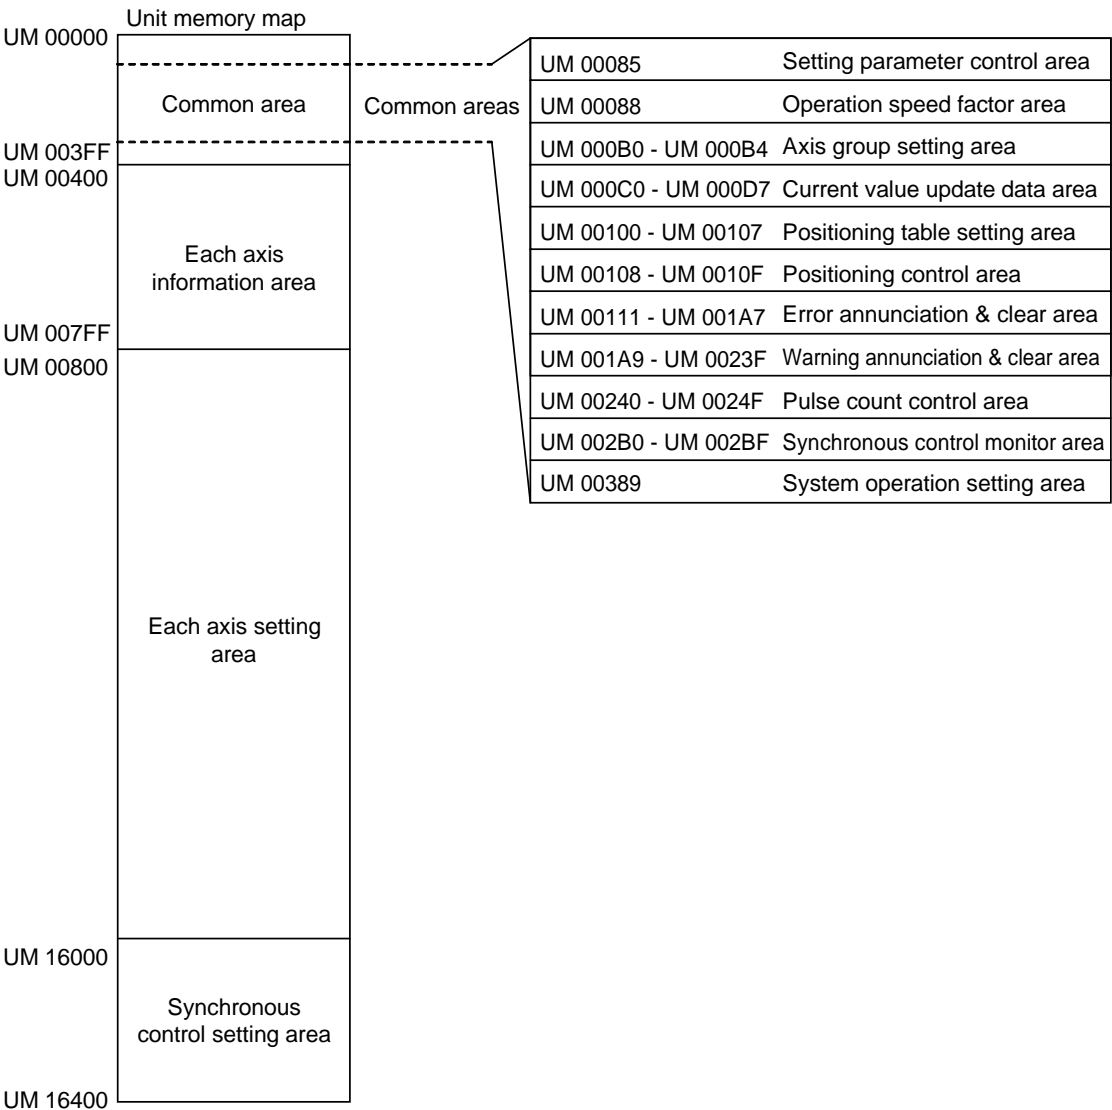 Unit memory map
UM 00000
Common area
UM 003FF
UM 00400
Each axis
information area
UM 007FF
UM 00800
Each axis setting
area
UM 16000
Synchronous
control setting area
UM 16400
Common areas
UM 00085 Setting parameter control area
UM 00088 Operation speed factor area
UM 000B0 - UM 000B4 Axis group setting area
UM 000C0 - UM 000D7 Current value update data area
UM 00100 - UM 00107 Positioning table setting area
UM 00108 - UM 0010F Positioning control area
UM 00111 - UM 001A7 Error annunciation & clear area
UM 001A9 - UM 0023F Warning annunciation & clear area
UM 00240 - UM 0024F Pulse count control area
UM 002B0 - UM 002BF Synchronous control monitor area
UM 00389 System operation setting area